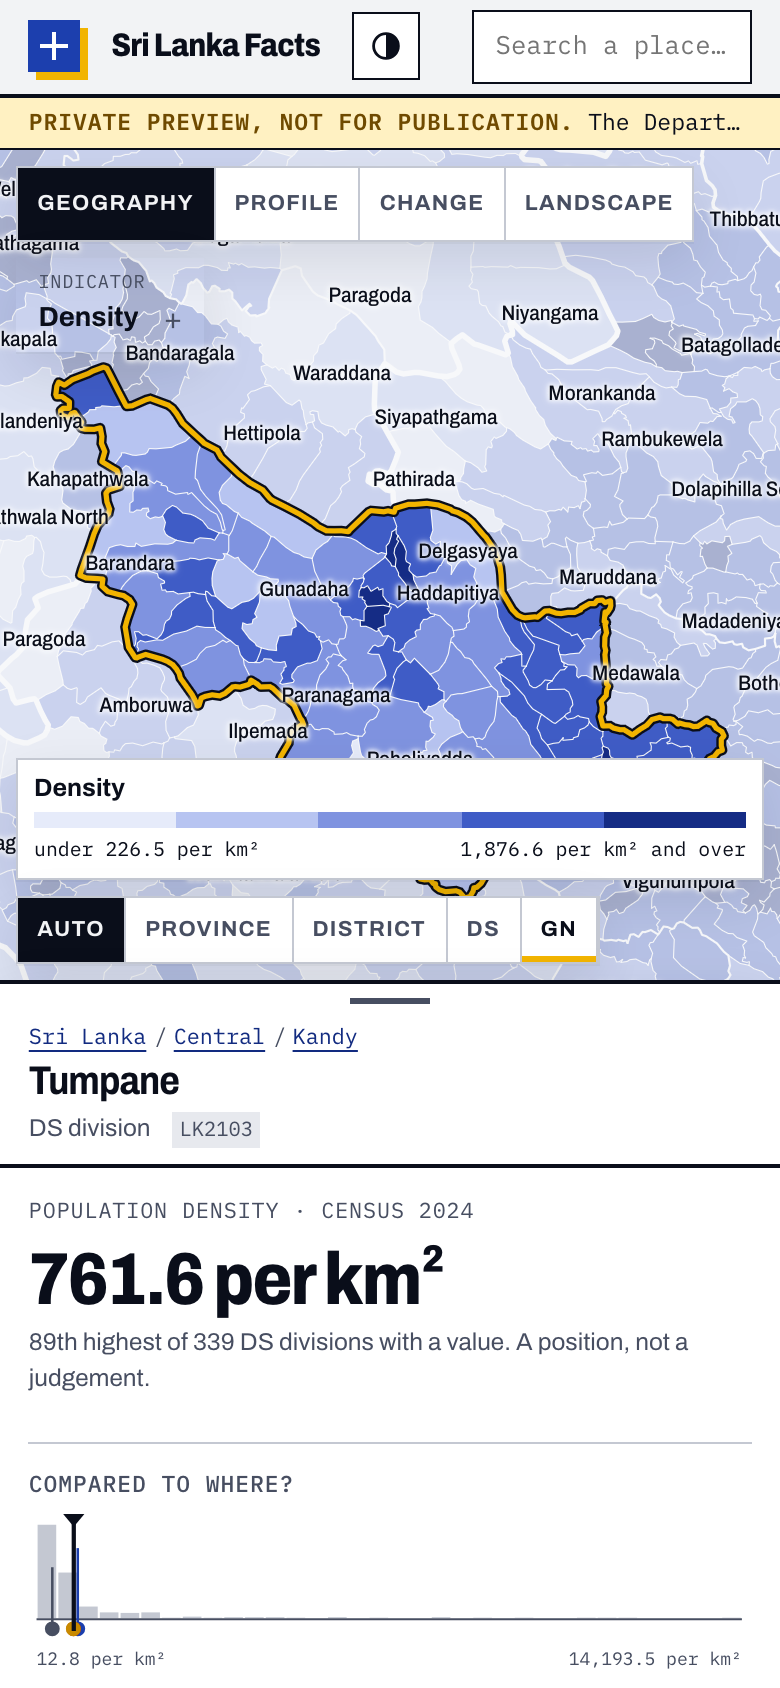 Sri Lanka Facts
Search a place…
PRIVATE PREVIEW, NOT FOR PUBLICATION. The Depart…
GEOGRAPHY
PROFILE
CHANGE
LANDSCAPE
INDICATOR
Density +
Paragoda
Niyangama
kapala
Bandaragala
Batagollade
Waraddana
Morankanda
landeniya
Siyapathgama
Hettipola
Rambukewela
Kahapathwala
Pathirada
Dolapihilla S
thwala North
Delgasyaya
Barandara
Gunadaha
Haddapitiya
Maruddana
Madadeniya
Paragoda
Medawala
Both
Paranagama
Amboruwa
Ilpemada
Density
under 226.5 per km²
1,876.6 per km² and over
AUTO
PROVINCE
DISTRICT
DS
GN
Sri Lanka / Central / Kandy
Tumpane
DS division LK2103
POPULATION DENSITY · CENSUS 2024
761.6 per km²
89th highest of 339 DS divisions with a value. A position, not a
judgement.
COMPARED TO WHERE?
12.8 per km²
14,193.5 per km²